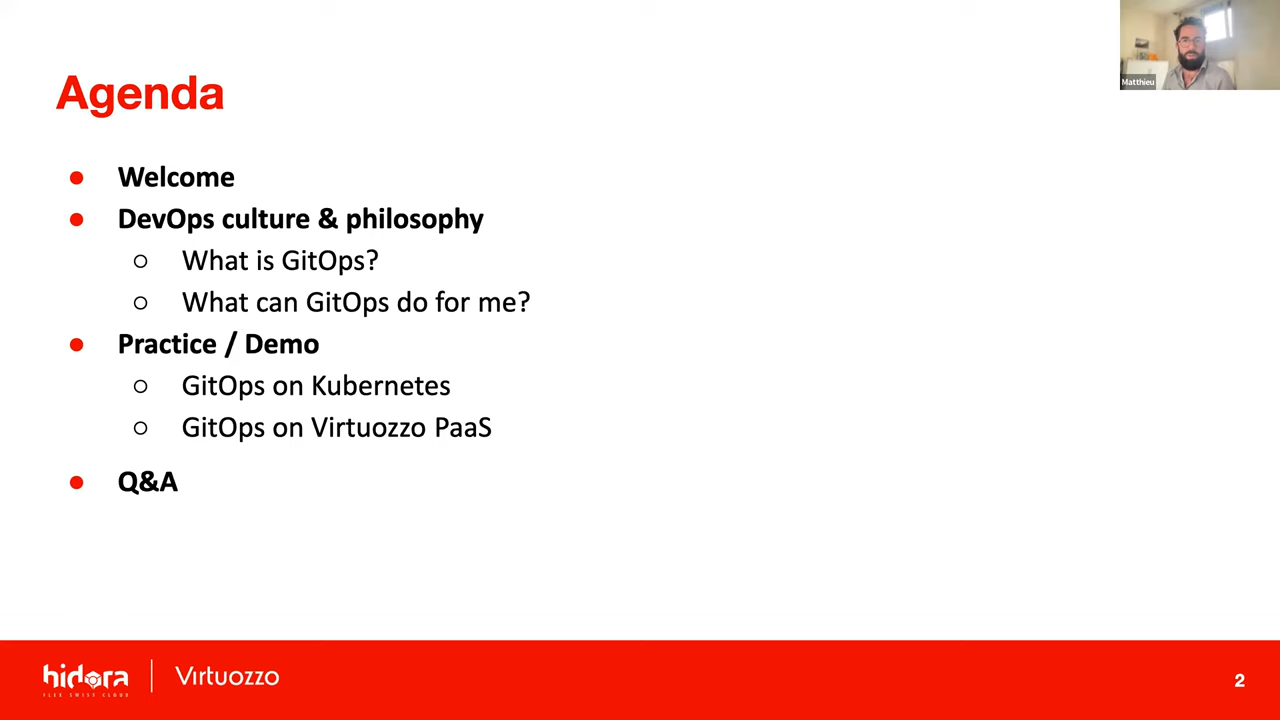 Agenda
Matthieu
● Welcome
● DevOps culture & philosophy
○ What is GitOps?
○ What can GitOps do for me?
● Practice / Demo
○ GitOps on Kubernetes
○ GitOps on Virtuozzo PaaS
● Q&A
hidora
FLEX SWISS CLOUD
Virtuozzo
2